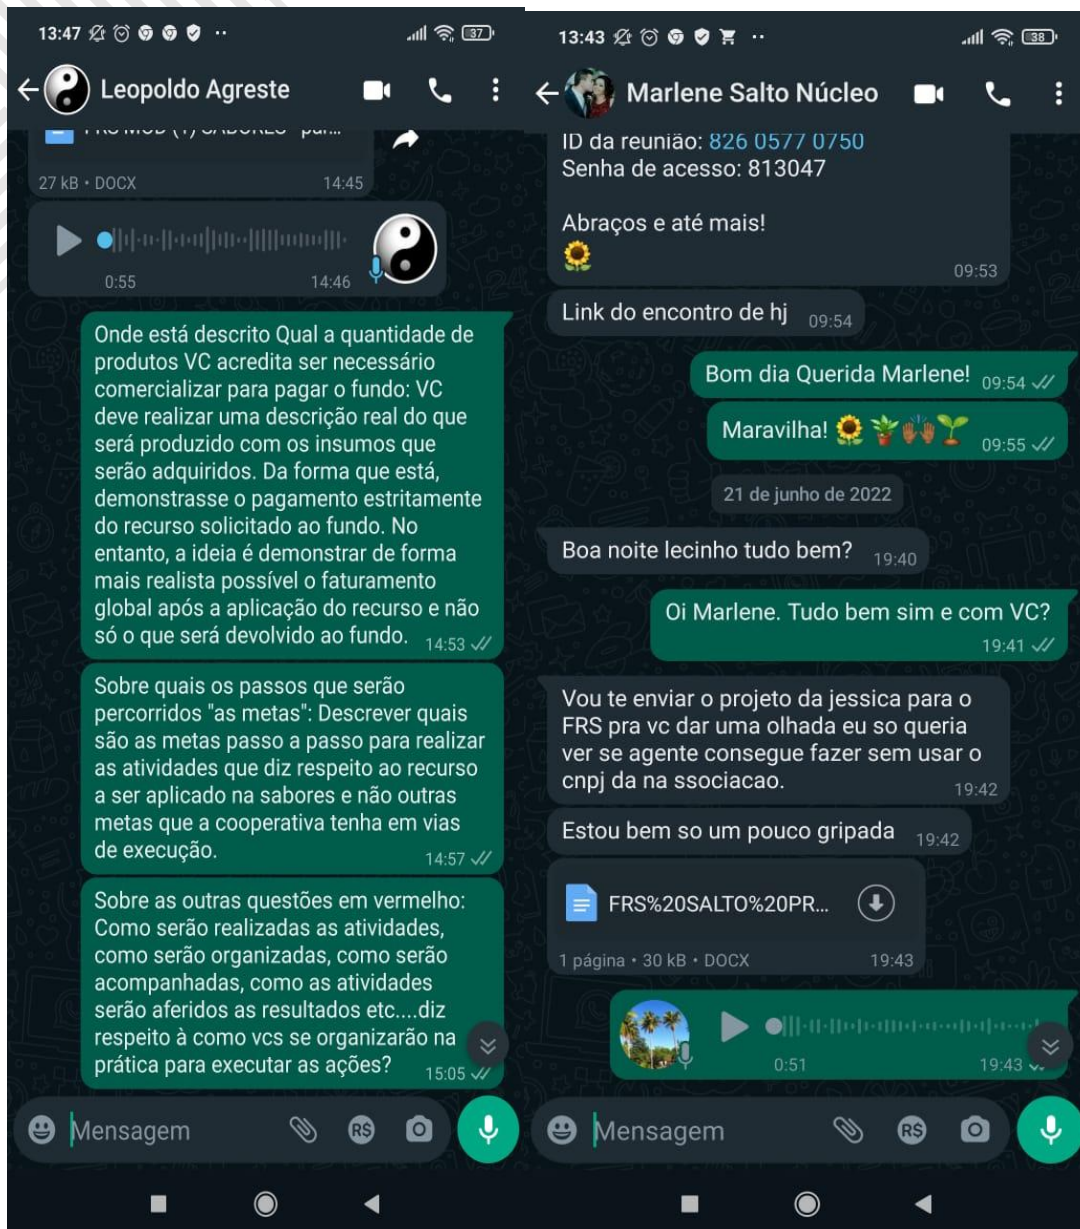 13:47
37
Leopoldo Agreste
27 kB • DOCX 14:45
0:55 14:46
Onde está descrito Qual a quantidade de
produtos VC acredita ser necessário
comercializar para pagar o fundo: VC
deve realizar uma descrição real do que
será produzido com os insumos que
serão adquiridos. Da forma que está,
demonstrasse o pagamento estritamente
do recurso solicitado ao fundo. No
entanto, a ideia é demonstrar de forma
mais realista possível o faturamento
global após a aplicação do recurso e não
só o que será devolvido ao fundo. 14:53
Sobre quais os passos que serão
percorridos "as metas": Descrever quais
são as metas passo a passo para realizar
as atividades que diz respeito ao recurso
a ser aplicado na sabores e não outras
metas que a cooperativa tenha em vias
de execução. 14:57
Sobre as outras questões em vermelho:
Como serão realizadas as atividades,
como serão organizadas, como serão
acompanhadas, como as atividades
serão aferidos as resultados etc....diz
respeito à como vcs se organizarão na
prática para executar as ações? 15:05
Mensagem
R$
13:43
38
Marlene Salto Núcleo
ID da reunião: 826 0577 0750
Senha de acesso: 813047
Abraços e até mais!
09:53
Link do encontro de hj 09:54
Bom dia Querida Marlene! 09:54
Maravilha! 09:55
21 de junho de 2022
Boa noite lecinho tudo bem? 19:40
Oi Marlene. Tudo bem sim e com VC?
19:41
Vou te enviar o projeto da jessica para o
FRS pra vc dar uma olhada eu so queria
ver se agente consegue fazer sem usar o
cnpj da na ssociacao. 19:42
Estou bem so um pouco gripada 19:42
FRS%20SALTO%20PR...
1 página • 30 kB • DOCX 19:43
0:51 19:43
Mensagem
R$